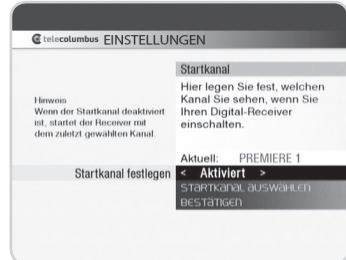 telecolumbus EINSTELLUNGEN
Startkanal
Hier legen Sie fest, welchen
Kanal Sie sehen, wenn Sie
Ihren Digital-Receiver
einschalten.
Hinweis
Wenn der Startkanal deaktiviert
ist, startet der Receiver mit
dem zuletzt gewählten Kanal.
Aktuell: PREMIERE 1
Startkanal festlegen < Aktiviert >
STARTKANAL AUSWÄHLEN
BESTÄTIGEN